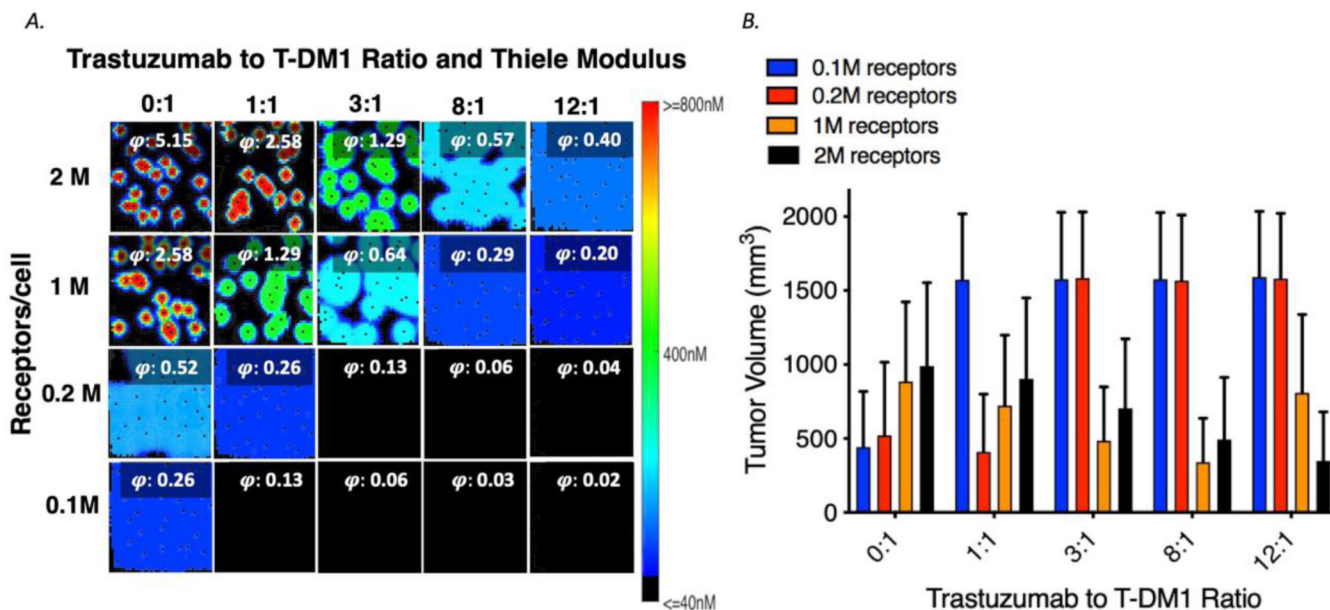 A.
Trastuzumab to T-DM1 Ratio and Thiele Modulus
0:1 1:1 3:1 8:1 12:1
Receptors/cell
2 M
φ: 5.15 φ: 2.58 φ: 1.29 φ: 0.57 φ: 0.40
1 M
φ: 2.58 φ: 1.29 φ: 0.64 φ: 0.29 φ: 0.20
0.2 M
φ: 0.52 φ: 0.26 φ: 0.13 φ: 0.06 φ: 0.04
0.1M
φ: 0.26 φ: 0.13 φ: 0.06 φ: 0.03 φ: 0.02
>=800nM
400nM
<=40nM
B.
0.1M receptors
0.2M receptors
1M receptors
2M receptors
Tumor Volume (mm³)
2000
1500
1000
500
0
0:1 1:1 3:1 8:1 12:1
Trastuzumab to T-DM1 Ratio